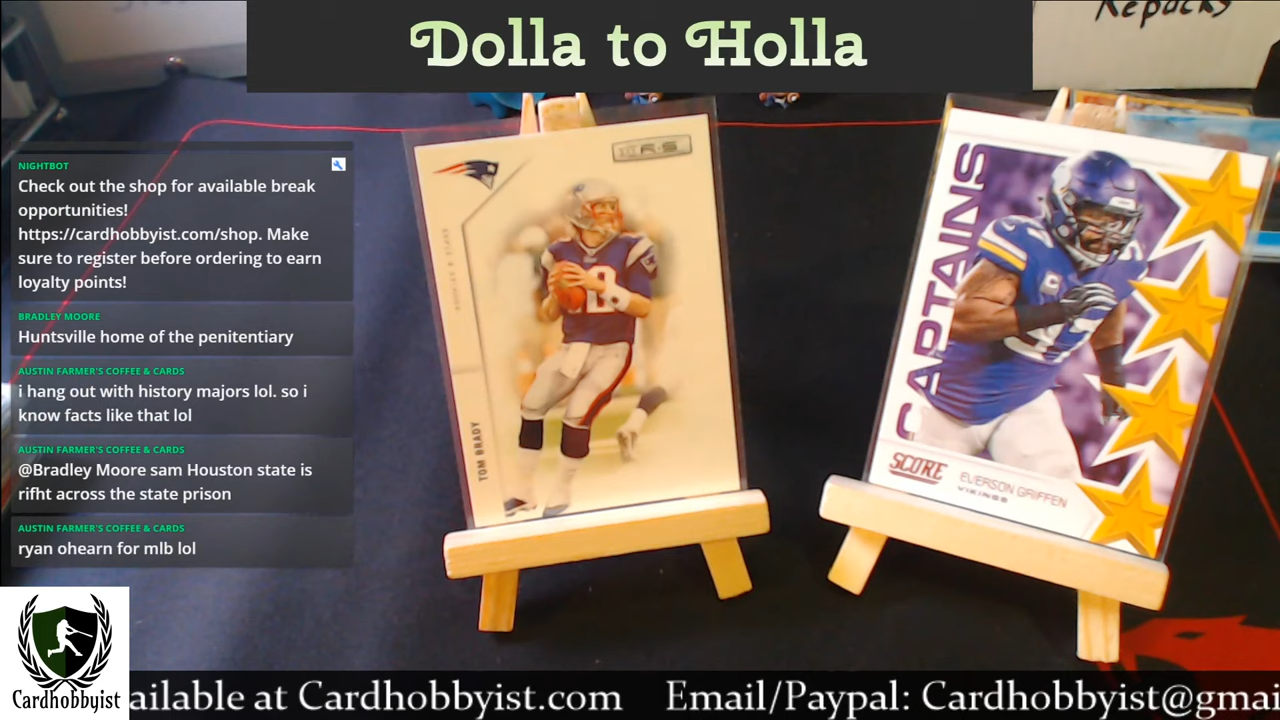 Dolla to Holla
Repacks
NIGHTBOT
Check out the shop for available break
opportunities!
https://cardhobbyist.com/shop. Make
sure to register before ordering to earn
loyalty points!
BRADLEY MOORE
Huntsville home of the penitentiary
AUSTIN FARMER'S COFFEE & CARDS
i hang out with history majors lol. so i
know facts like that lol
AUSTIN FARMER'S COFFEE & CARDS
@Bradley Moore sam Houston state is
rifht across the state prison
AUSTIN FARMER'S COFFEE & CARDS
ryan ohearn for mlb lol
R&S
TOM BRADY
CAPTAINS
C
97
SCORE
EVERSON GRIFFEN
VIKINGS
Cardhobbyist
ailable at Cardhobbyist.com Email/Paypal: Cardhobbyist@gmai